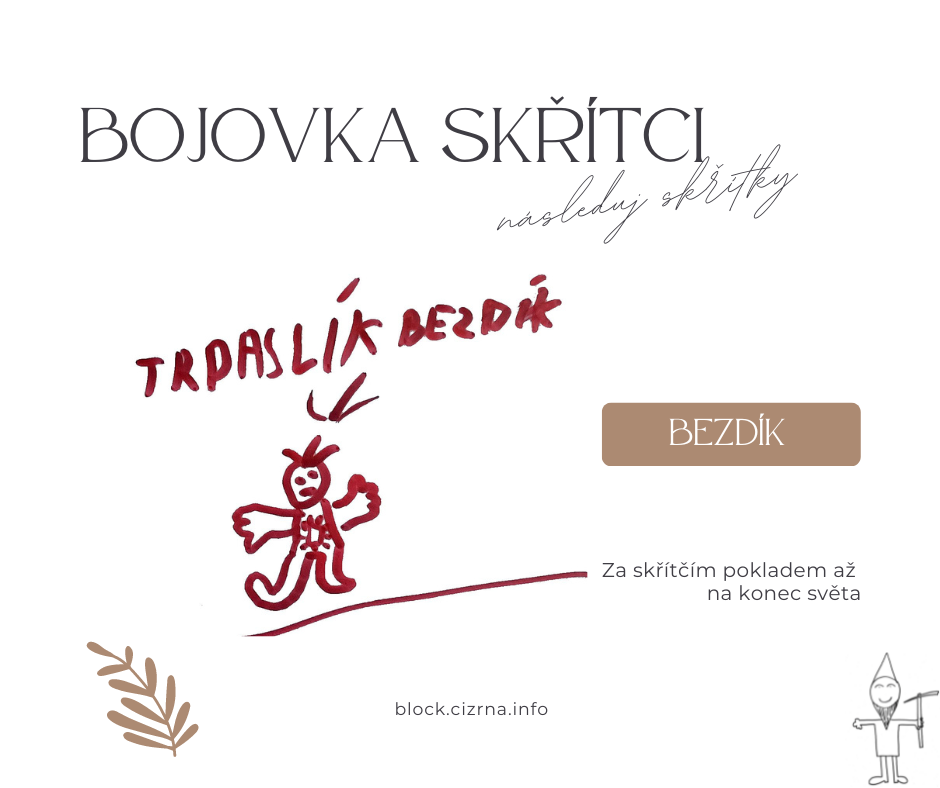 BOJOVKA SKŘÍTCI
následuj skřítky
TRPASLÍK BEZDÍK
BEZDÍK
Za skřítčím pokladem až
na konec světa
block.cizrna.info